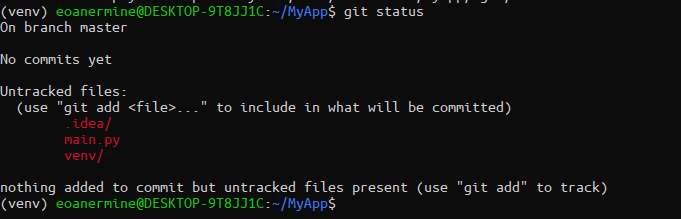 (venv) eoanermine@DESKTOP-9T8JJ1C:~/MyApp$ git status
On branch master

No commits yet

Untracked files:
  (use "git add <file>..." to include in what will be committed)
        .idea/
        main.py
        venv/

nothing added to commit but untracked files present (use "git add" to track)
(venv) eoanermine@DESKTOP-9T8JJ1C:~/MyApp$